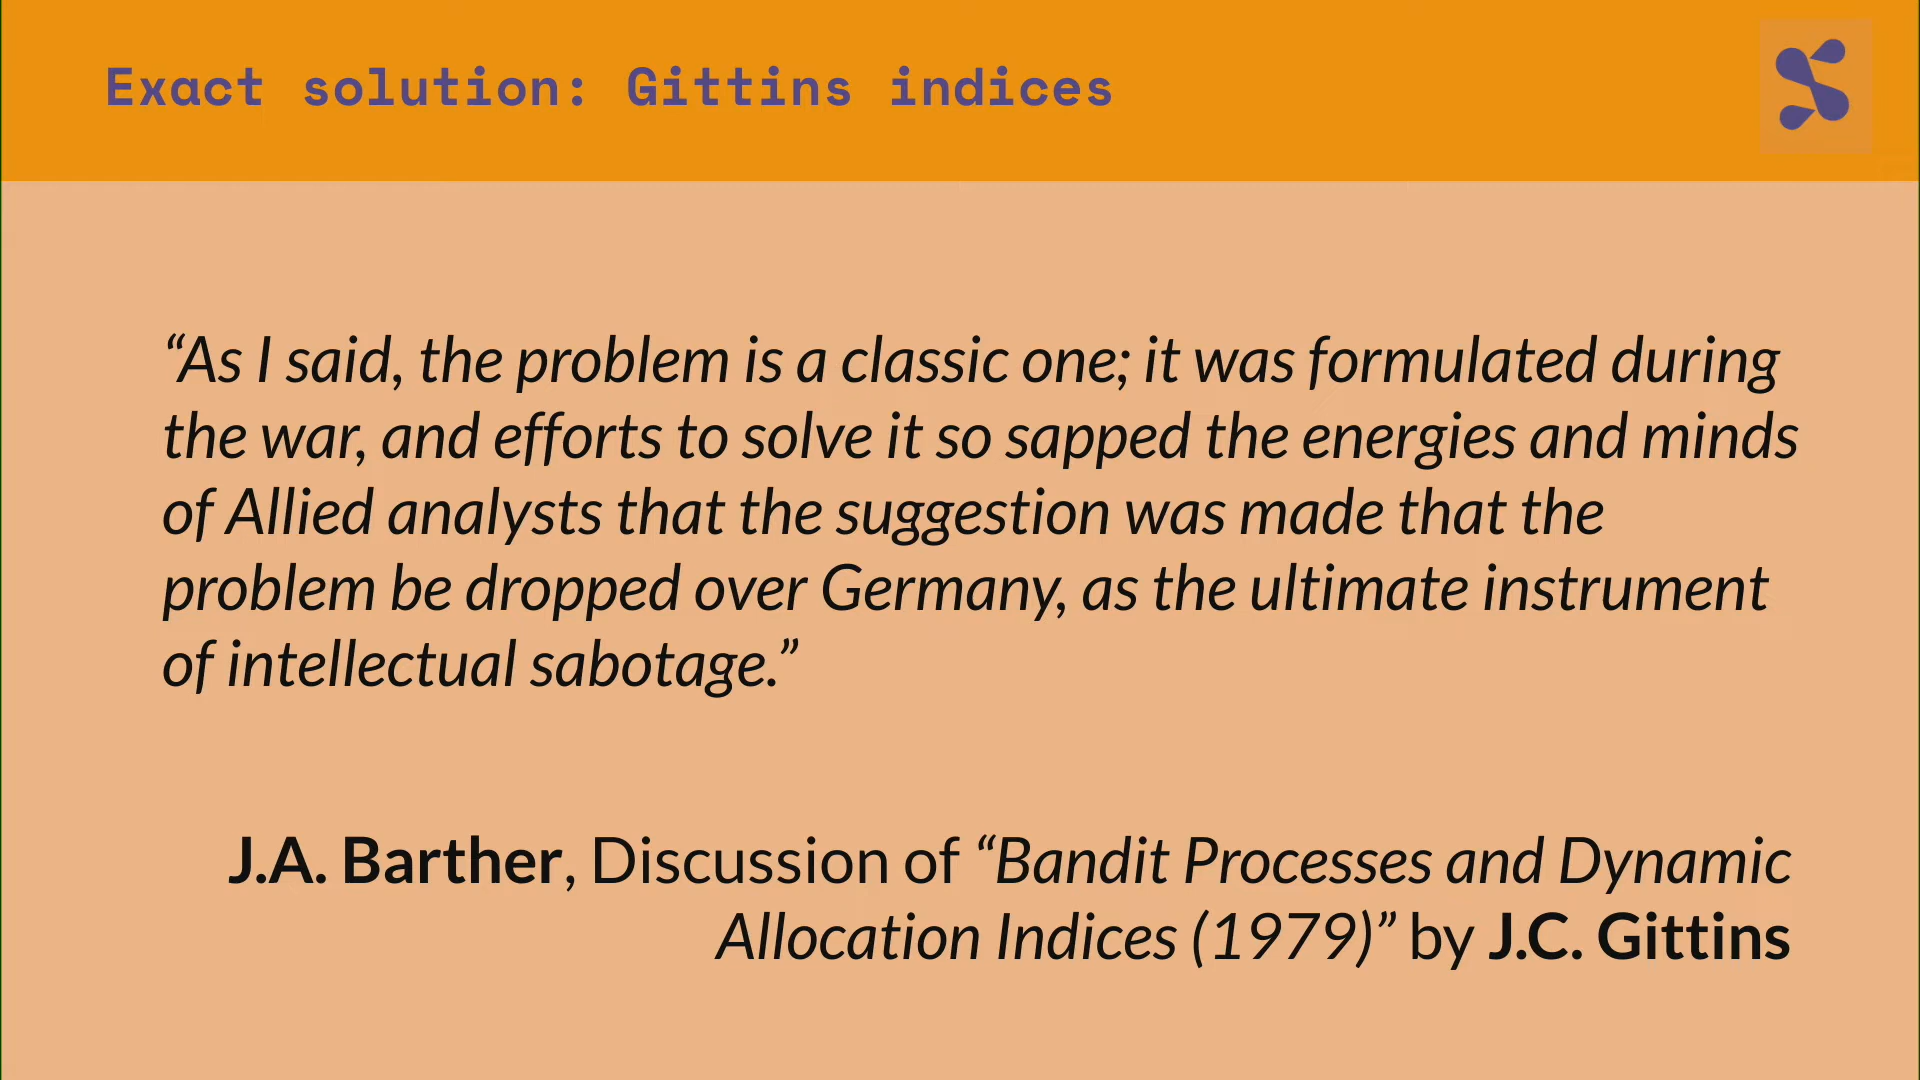 Exact solution: Gittins indices
“As I said, the problem is a classic one; it was formulated during
the war, and efforts to solve it so sapped the energies and minds
of Allied analysts that the suggestion was made that the
problem be dropped over Germany, as the ultimate instrument
of intellectual sabotage.”
J.A. Barther, Discussion of “Bandit Processes and Dynamic
Allocation Indices (1979)” by J.C. Gittins